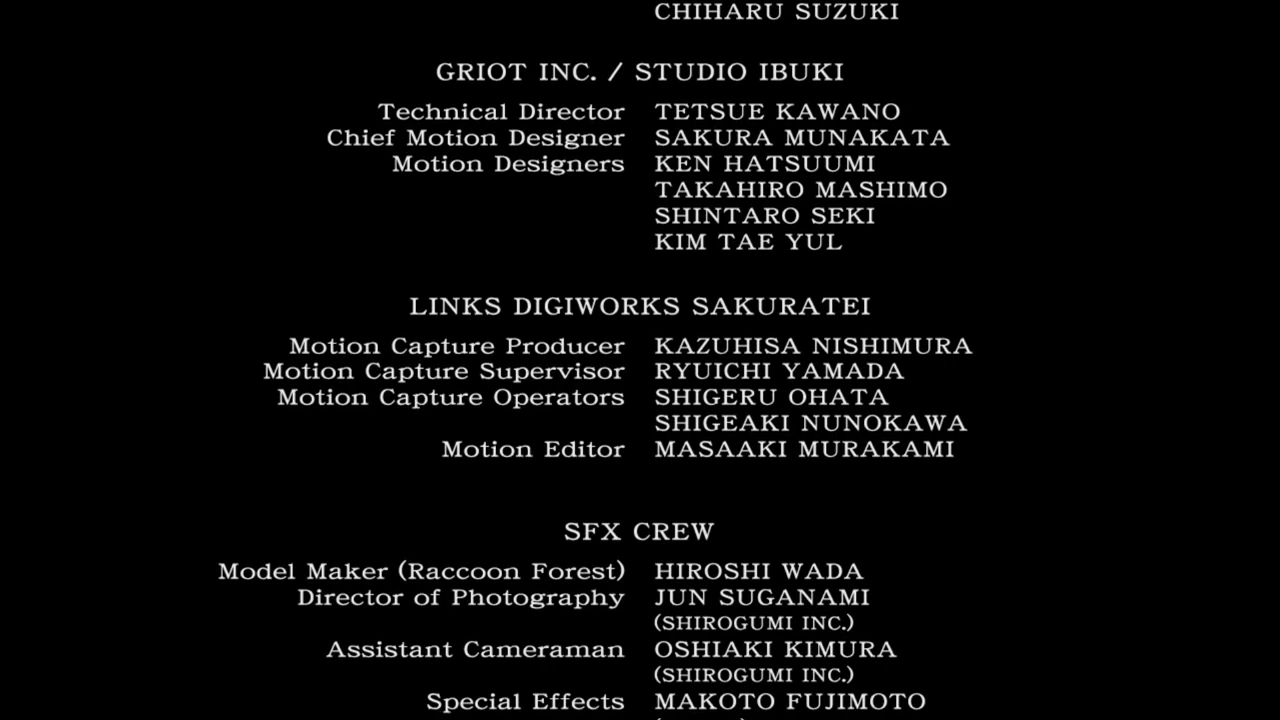 CHIHARU SUZUKI
GRIOT INC. / STUDIO IBUKI
Technical Director TETSUE KAWANO
Chief Motion Designer SAKURA MUNAKATA
Motion Designers KEN HATSUUMI
TAKAHIRO MASHIMO
SHINTARO SEKI
KIM TAE YUL
LINKS DIGIWORKS SAKURATEI
Motion Capture Producer KAZUHISA NISHIMURA
Motion Capture Supervisor RYUICHI YAMADA
Motion Capture Operators SHIGERU OHATA
SHIGEAKI NUNOKAWA
Motion Editor MASAAKI MURAKAMI
SFX CREW
Model Maker (Raccoon Forest) HIROSHI WADA
Director of Photography JUN SUGANAMI
(SHIROGUMI INC.)
Assistant Cameraman OSHIAKI KIMURA
(SHIROGUMI INC.)
Special Effects MAKOTO FUJIMOTO